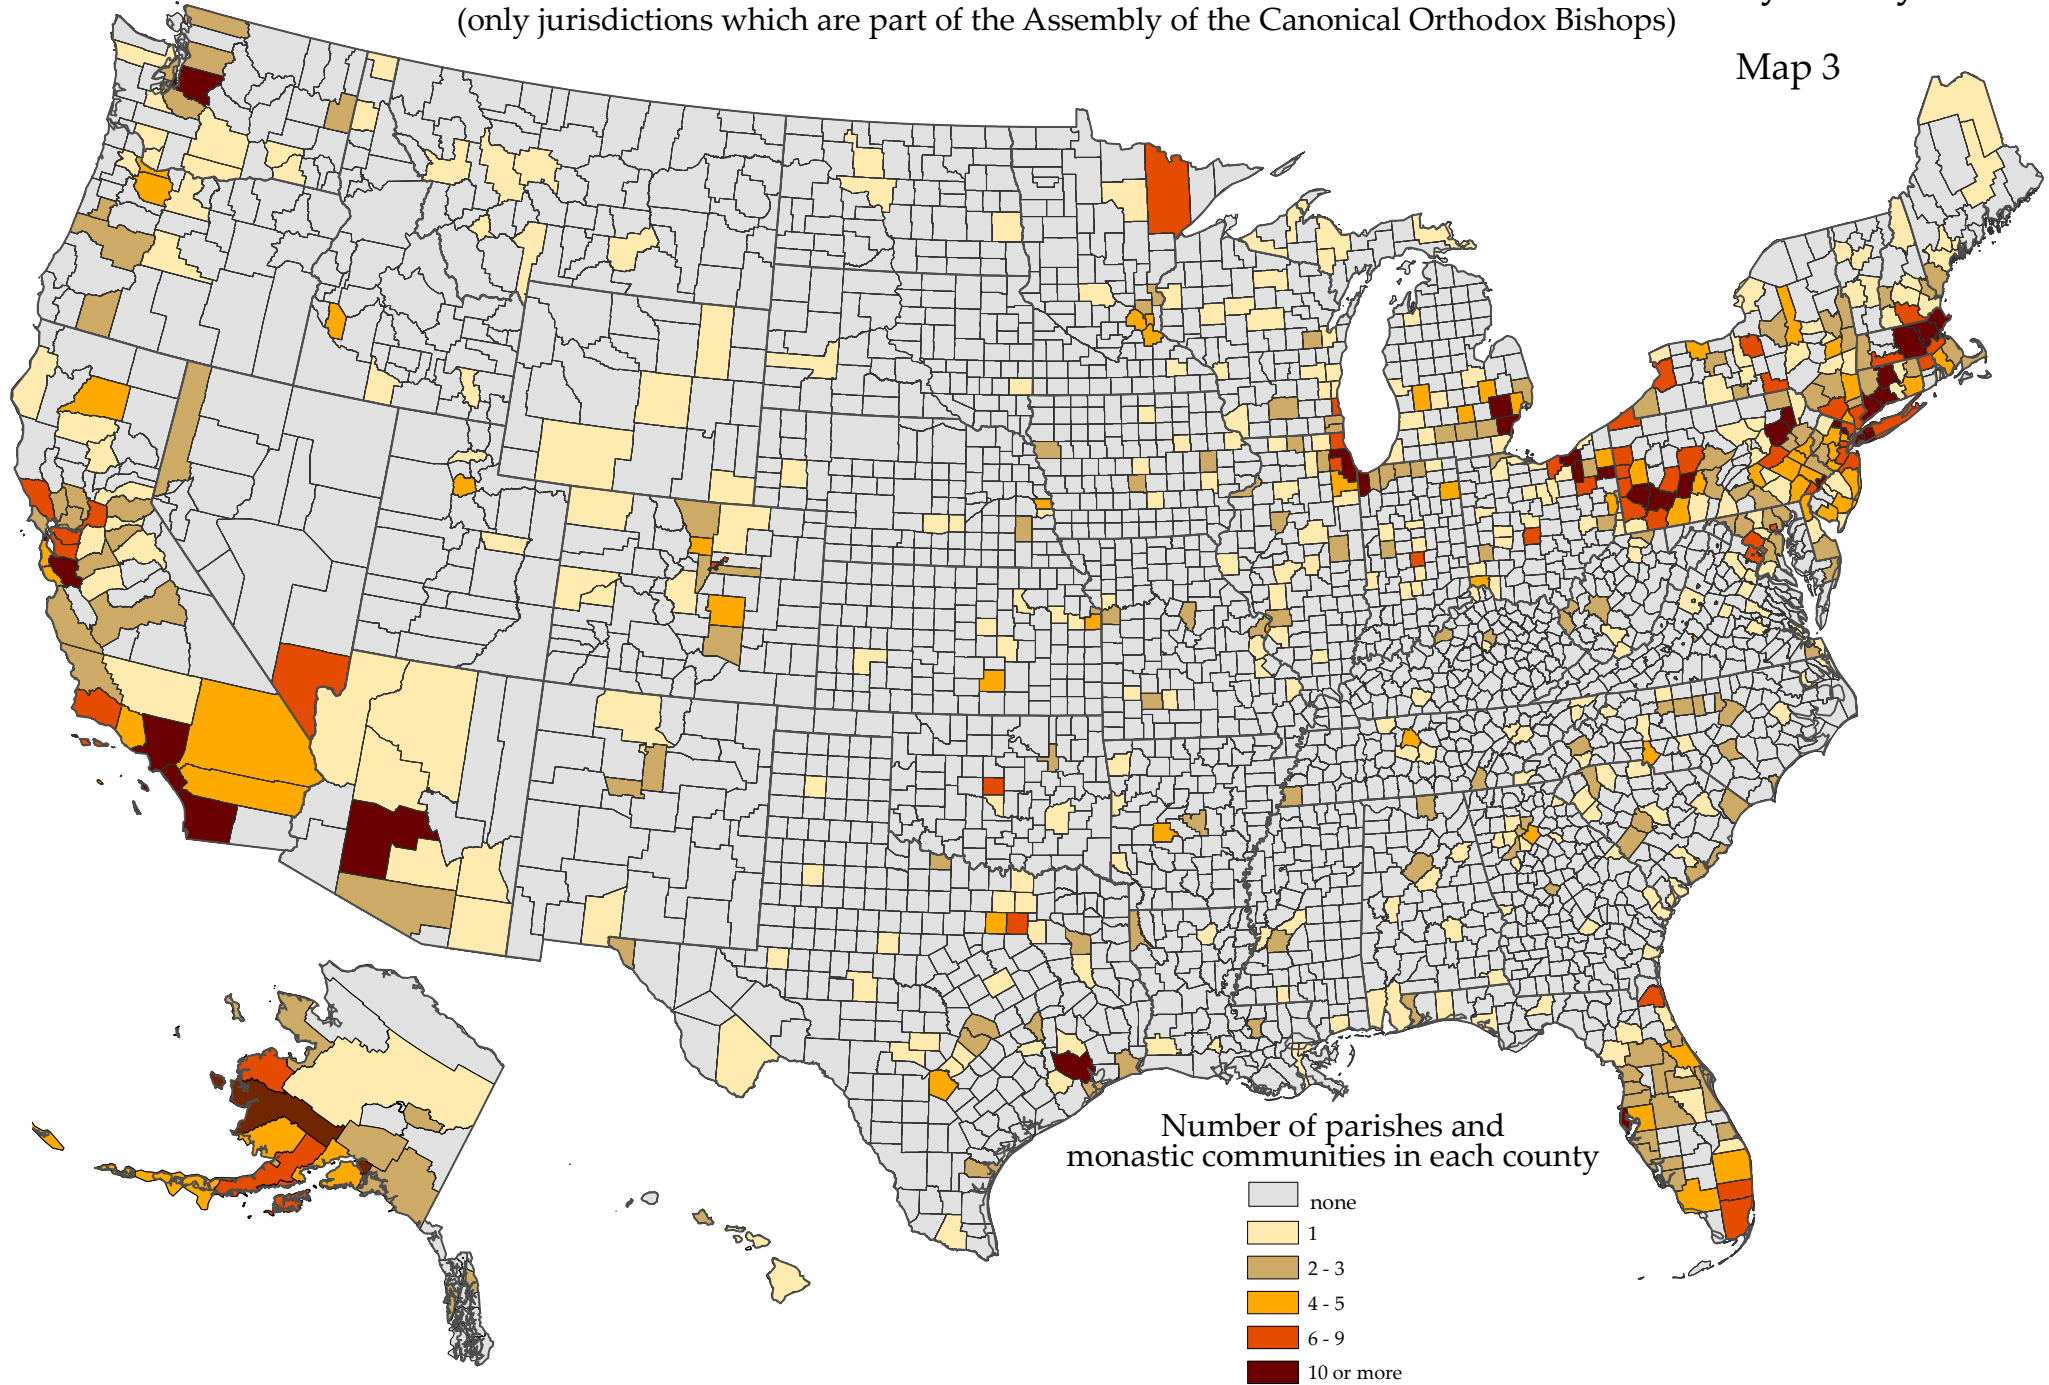 (only jurisdictions which are part of the Assembly of the Canonical Orthodox Bishops)
Map 3
Number of parishes and
monastic communities in each county
none
1
2 - 3
4 - 5
6 - 9
10 or more